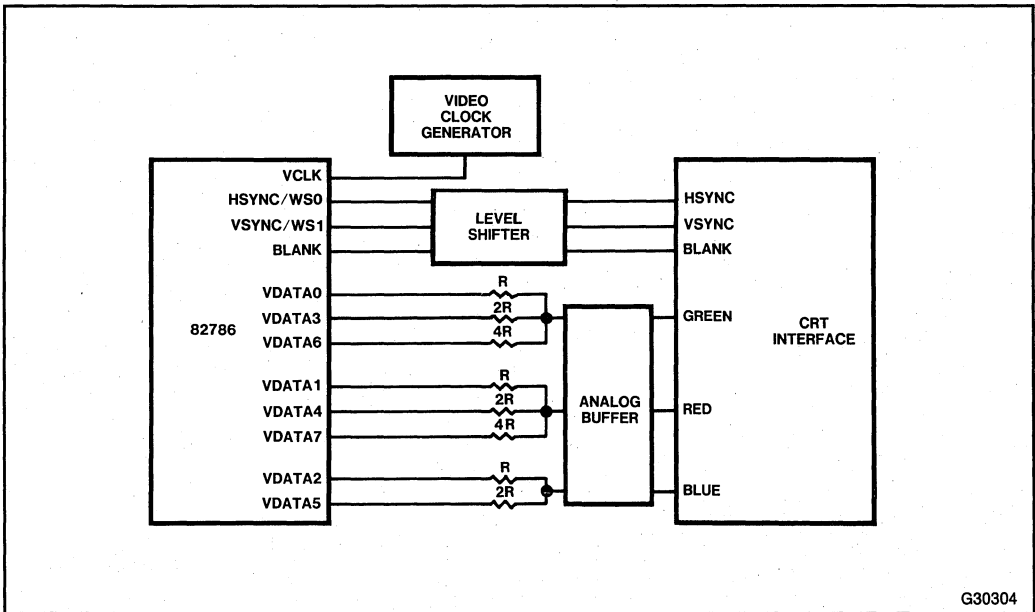 VIDEO
CLOCK
GENERATOR
VCLK
HSYNC/WS0
VSYNC/WS1
BLANK
LEVEL
SHIFTER
HSYNC
VSYNC
BLANK
82786
VDATA0
R
VDATA3
2R
VDATA6
4R
VDATA1
R
VDATA4
2R
VDATA7
4R
VDATA2
R
VDATA5
2R
ANALOG
BUFFER
GREEN
RED
BLUE
CRT
INTERFACE
G30304